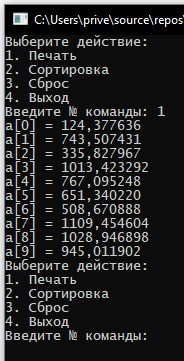 C:\Users\prive\source\repos\
Выберите действие:
1. Печать
2. Сортировка
3. Сброс
4. Выход
Введите № команды: 1
a[0] = 124,377636
a[1] = 743,507431
a[2] = 335,827967
a[3] = 1013,423292
a[4] = 767,095248
a[5] = 651,340220
a[6] = 508,670888
a[7] = 1109,454604
a[8] = 1028,946898
a[9] = 945,011902
Выберите действие:
1. Печать
2. Сортировка
3. Сброс
4. Выход
Введите № команды: